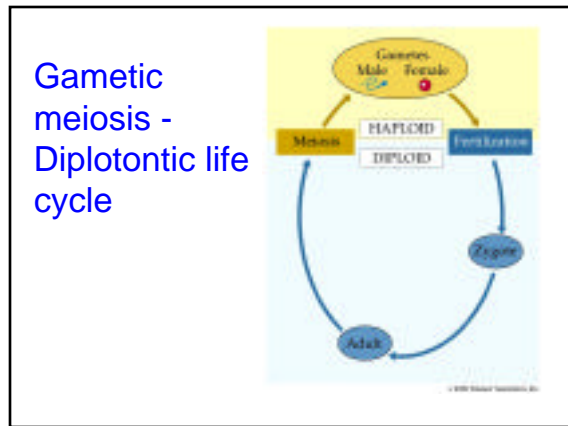 Gametic
meiosis -
Diplotontic life
cycle
Gametes
Male Female
HAPLOID
Meiosis Fertilization
DIPLOID
Zygote
Adult